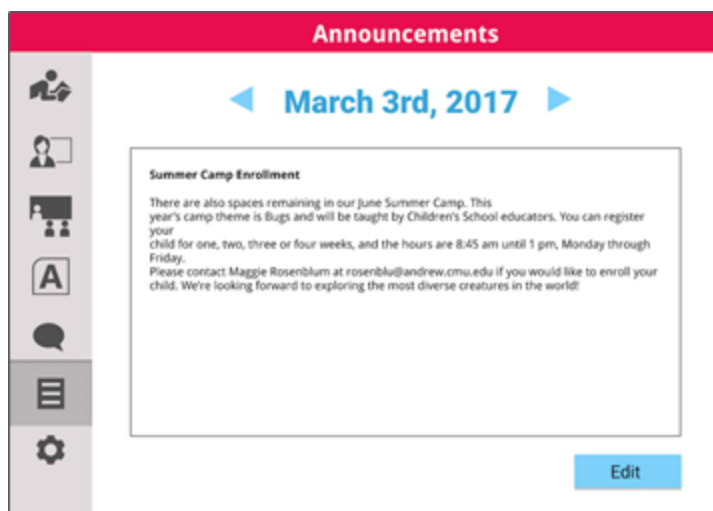 Announcements
March 3rd, 2017
Summer Camp Enrollment
There are also spaces remaining in our June Summer Camp. This
year's camp theme is Bugs and will be taught by Children's School educators. You can register
your
child for one, two, three or four weeks, and the hours are 8:45 am until 1 pm, Monday through
Friday.
Please contact Maggie Rosenblum at rosenblu@andrew.cmu.edu if you would like to enroll your
child. We're looking forward to exploring the most diverse creatures in the world!
A
Edit